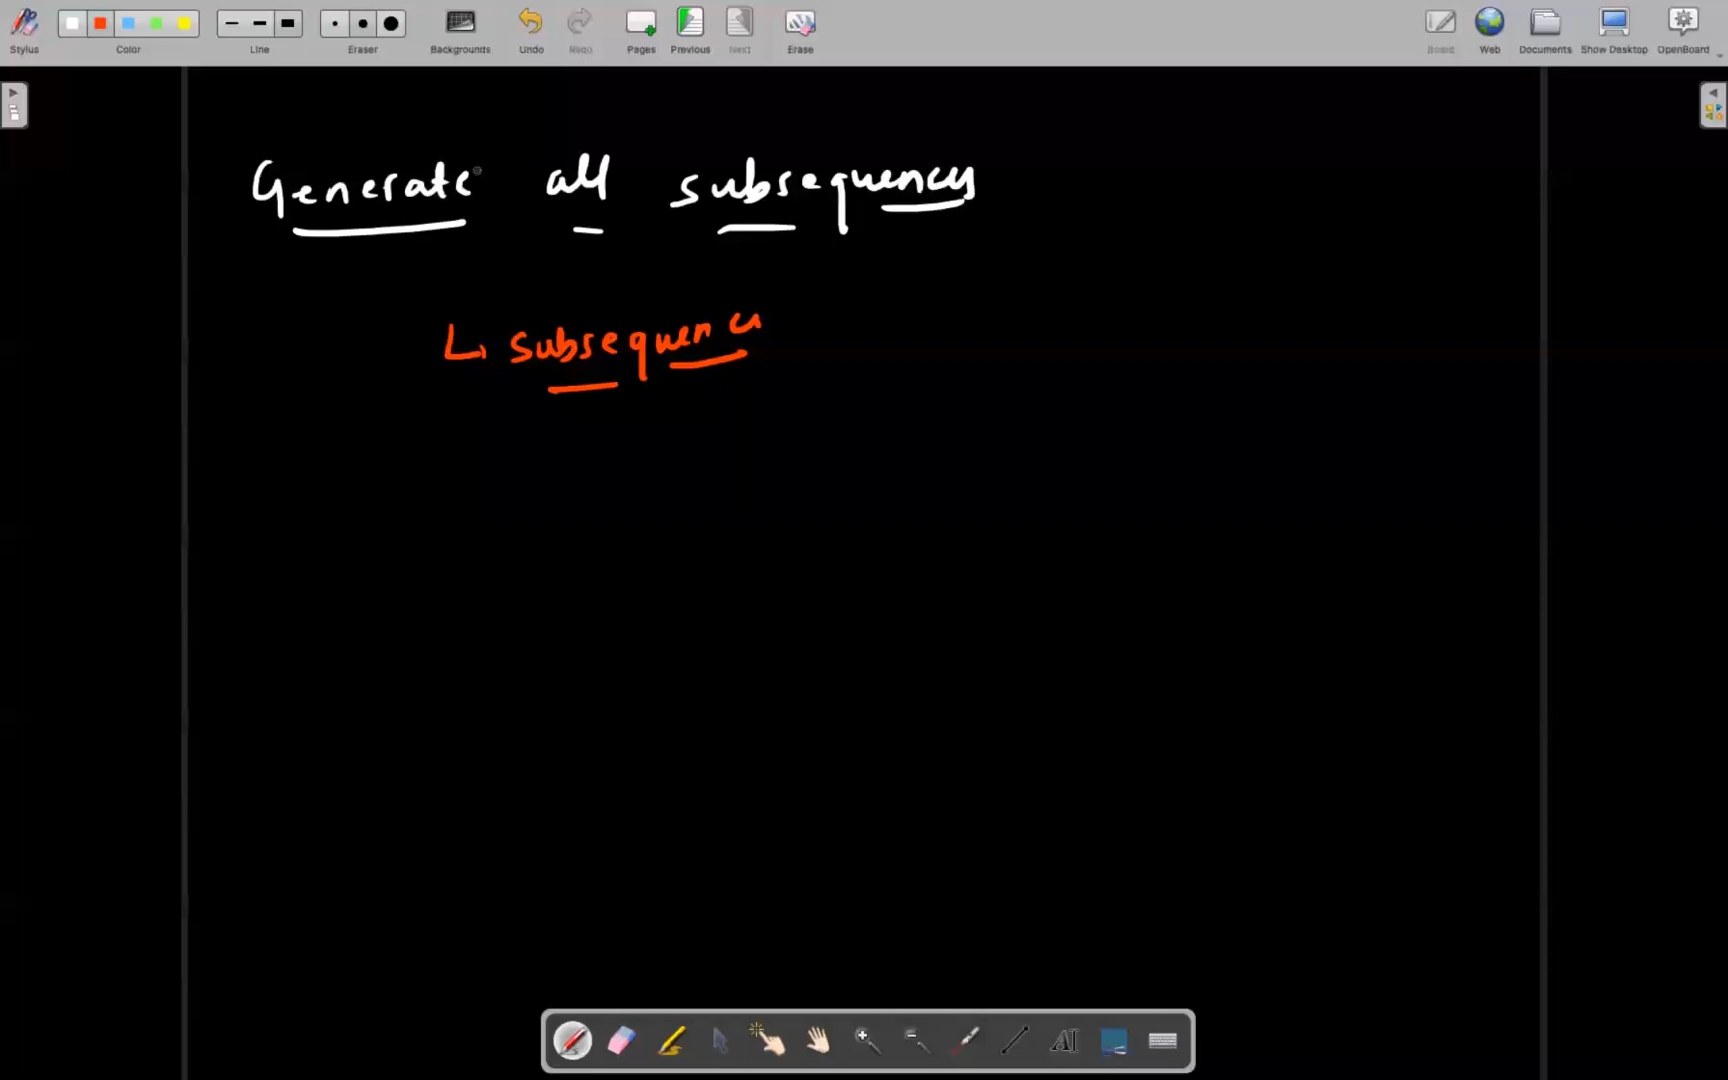 Stylus Color Line Eraser Backgrounds Undo Redo Pages Previous Next Erase Board Web Documents Show Desktop OpenBoard
Generate all subsequences
↳ subsequence